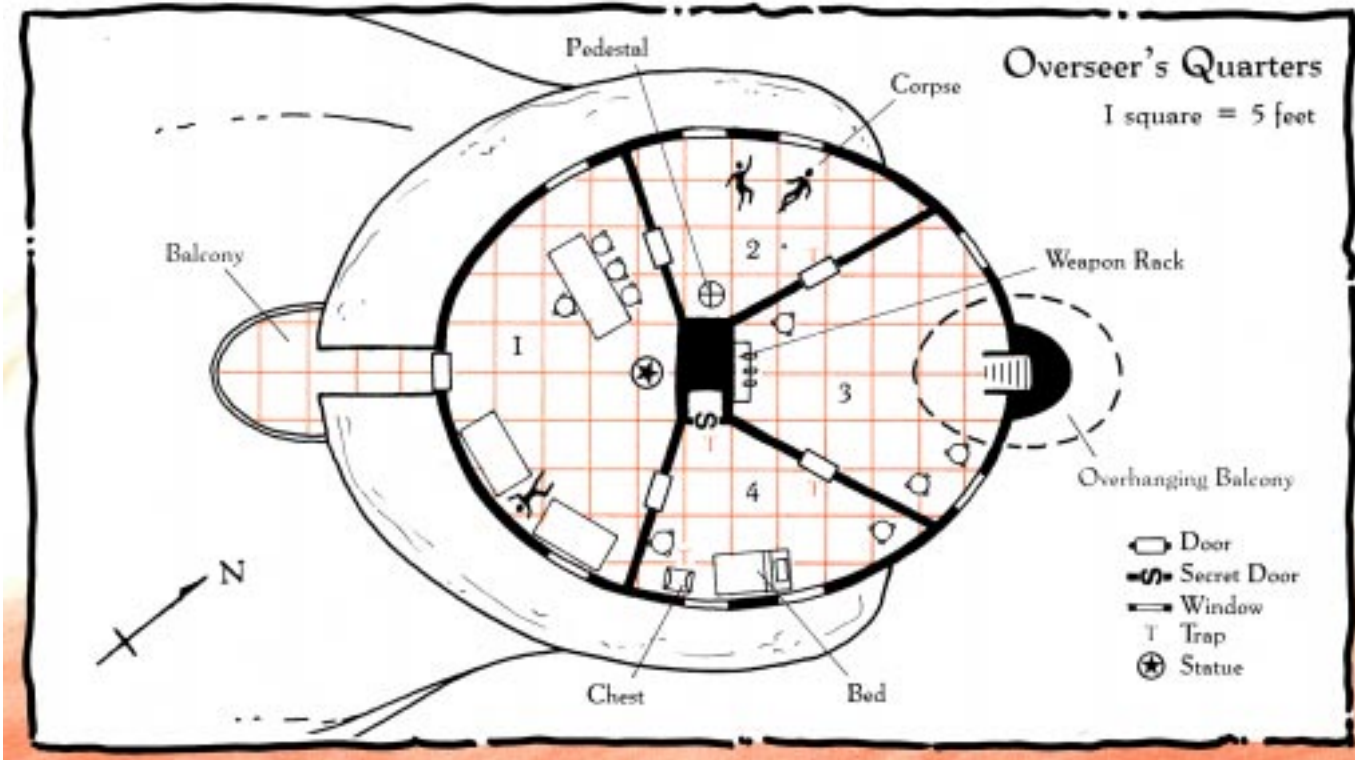 Pedestal
Corpse
Overseer's Quarters
1 square = 5 feet
Balcony
Weapon Rack
2
T
1
3
S
T
T
4
Overhanging Balcony
T
N
Door
S Secret Door
Window
T Trap
Statue
Chest
Bed